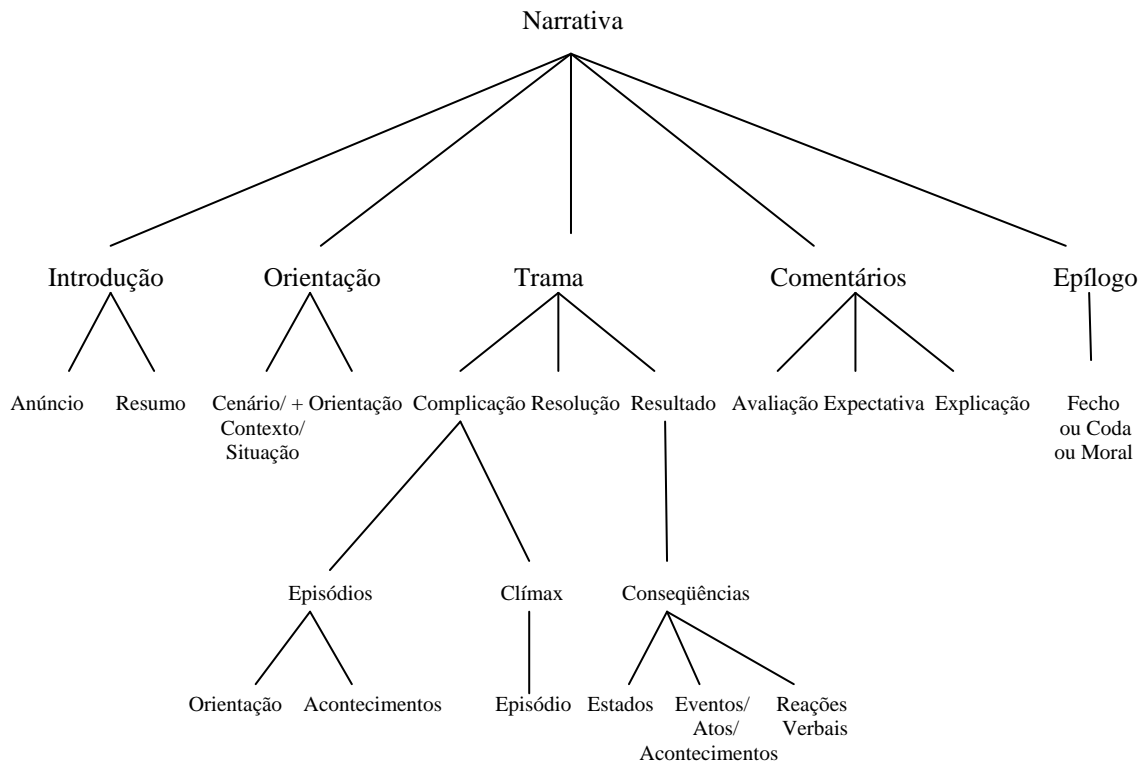 Narrativa
Introdução Orientação Trama Comentários Epílogo
Anúncio Resumo Cenário/ + Orientação Complicação Resolução Resultado Avaliação Expectativa Explicação Fecho
Contexto/ ou Coda
Situação ou Moral
Episódios Clímax Conseqüências
Orientação Acontecimentos Episódio Estados Eventos/ Reações
Atos/ Verbais
Acontecimentos